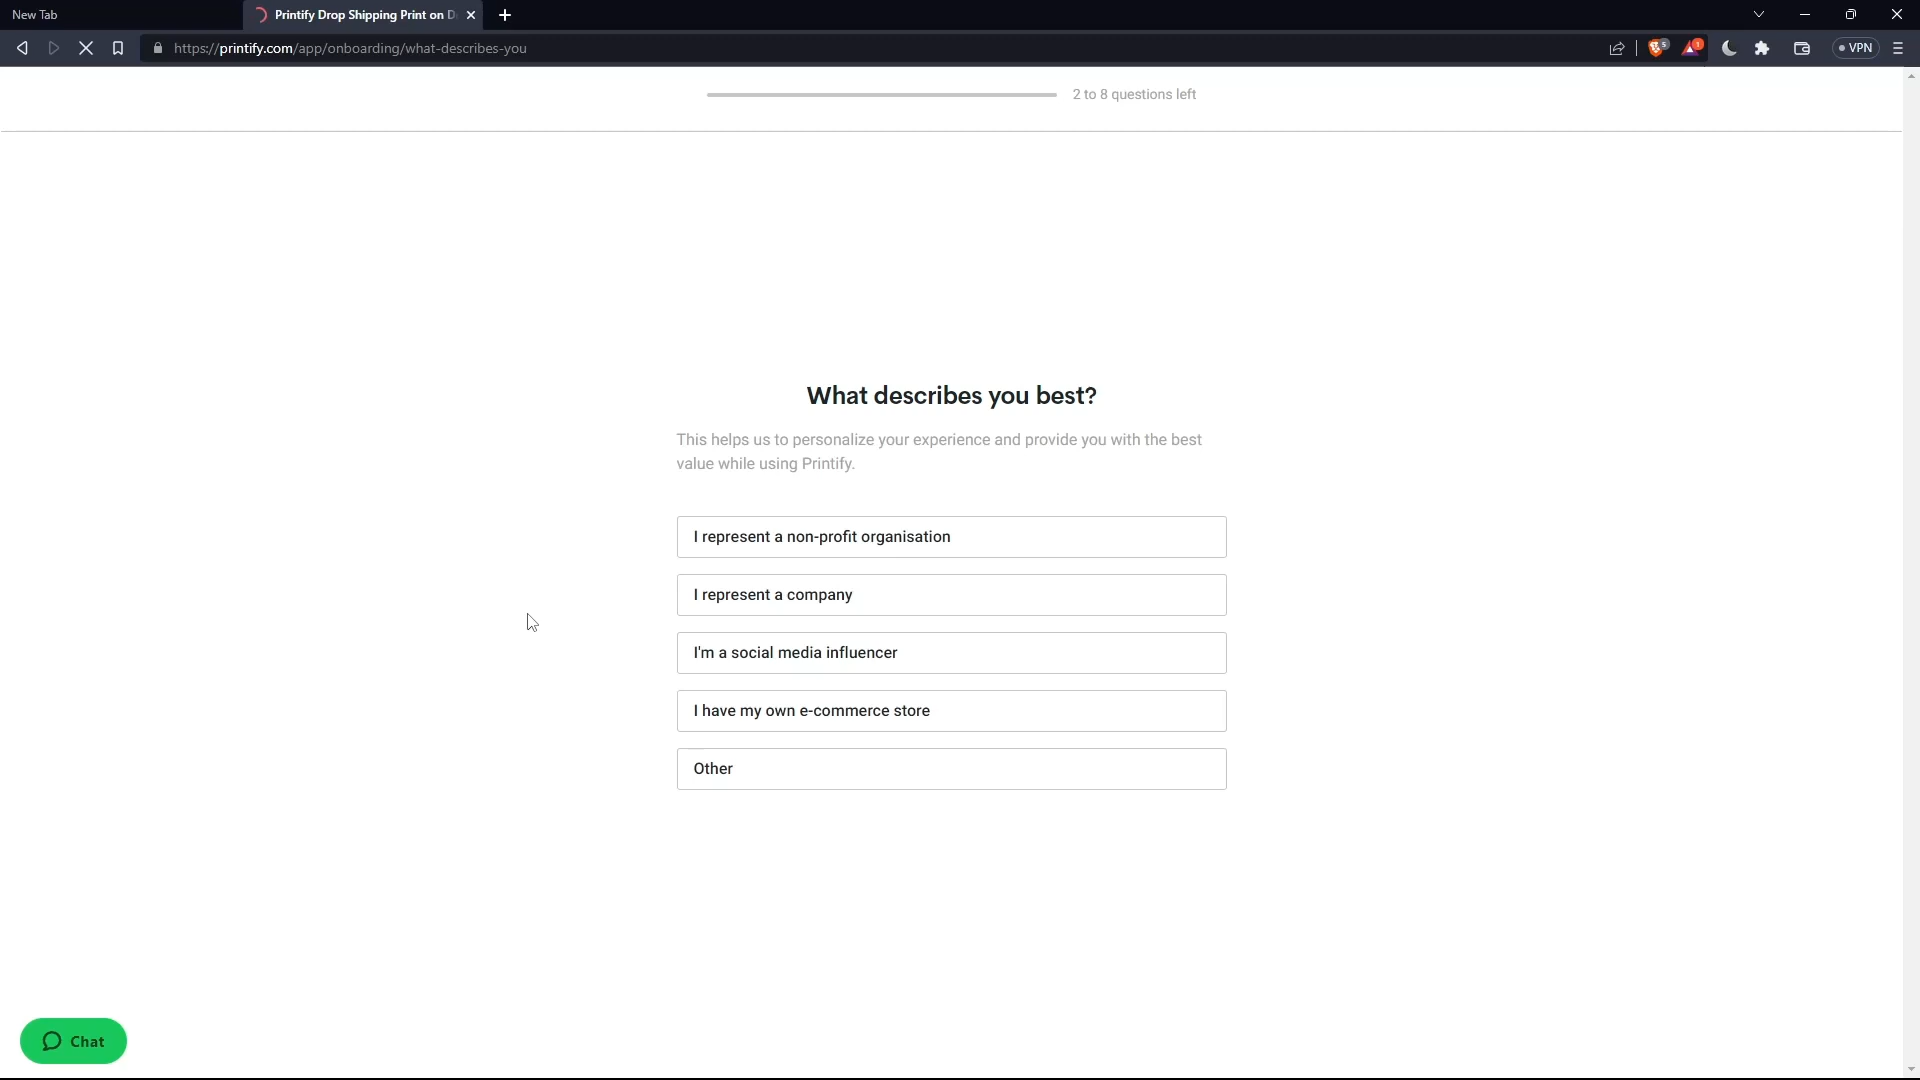 New Tab
Printify Drop Shipping Print on D
https://printify.com/app/onboarding/what-describes-you
5
1
VPN
2 to 8 questions left
What describes you best?
This helps us to personalize your experience and provide you with the best
value while using Printify.
I represent a non-profit organisation
I represent a company
I'm a social media influencer
I have my own e-commerce store
Other
Chat